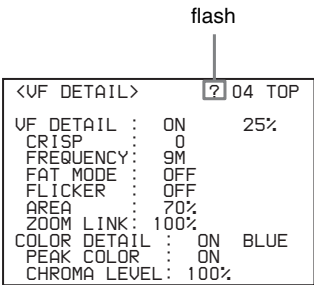 flash
<VF DETAIL> ? 04 TOP
VF DETAIL : ON 25%
CRISP : 0
FREQUENCY: 9M
FAT MODE : OFF
FLICKER : OFF
AREA : 70%
ZOOM LINK: 100%
COLOR DETAIL : ON BLUE
PEAK COLOR : ON
CHROMA LEVEL: 100%